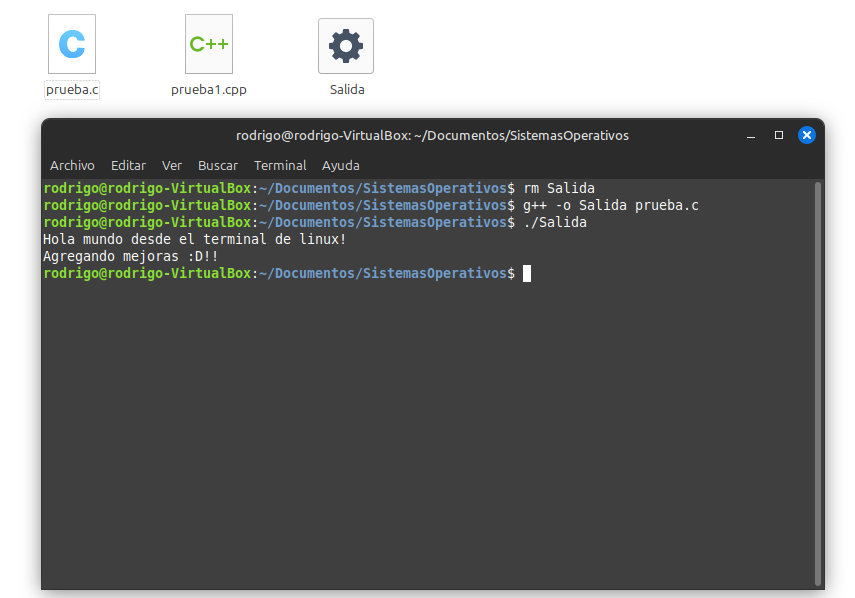 C
C++
prueba.c
prueba1.cpp
Salida
rodrigo@rodrigo-VirtualBox: ~/Documentos/SistemasOperativos
Archivo Editar Ver Buscar Terminal Ayuda
rodrigo@rodrigo-VirtualBox:~/Documentos/SistemasOperativos$ rm Salida
rodrigo@rodrigo-VirtualBox:~/Documentos/SistemasOperativos$ g++ -o Salida prueba.c
rodrigo@rodrigo-VirtualBox:~/Documentos/SistemasOperativos$ ./Salida
Hola mundo desde el terminal de linux!
Agregando mejoras :D!!
rodrigo@rodrigo-VirtualBox:~/Documentos/SistemasOperativos$